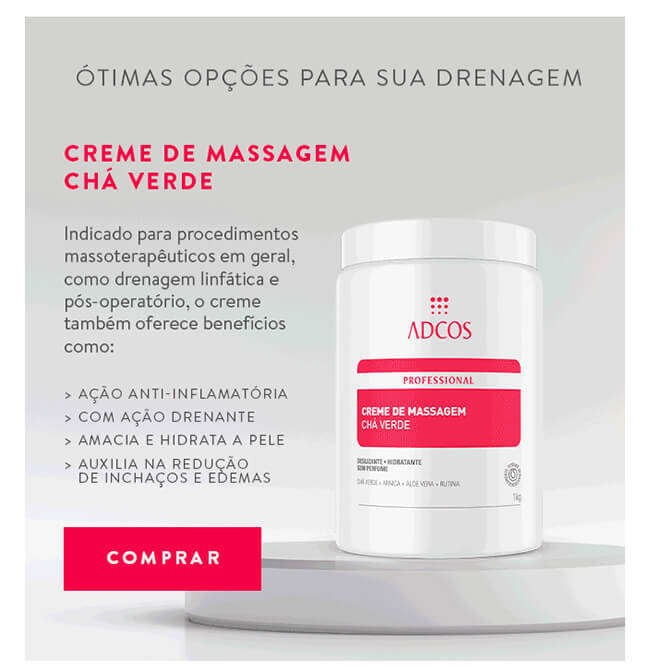 ÓTIMAS OPÇÕES PARA SUA DRENAGEM
CREME DE MASSAGEM
CHÁ VERDE
Indicado para procedimentos
massoterapêuticos em geral,
como drenagem linfática e
pós-operatório, o creme
também oferece benefícios
como:
> AÇÃO ANTI-INFLAMATÓRIA
> COM AÇÃO DRENANTE
> AMACIA E HIDRATA A PELE
> AUXILIA NA REDUÇÃO
DE INCHAÇOS E EDEMAS
COMPRAR
ADCOS
PROFESSIONAL
CREME DE MASSAGEM
CHÁ VERDE
DESLIZANTE • HIDRATANTE
SEM PERFUME
CHÁ VERDE • ARNICA • ALOE VERA • RUTINA
1kg